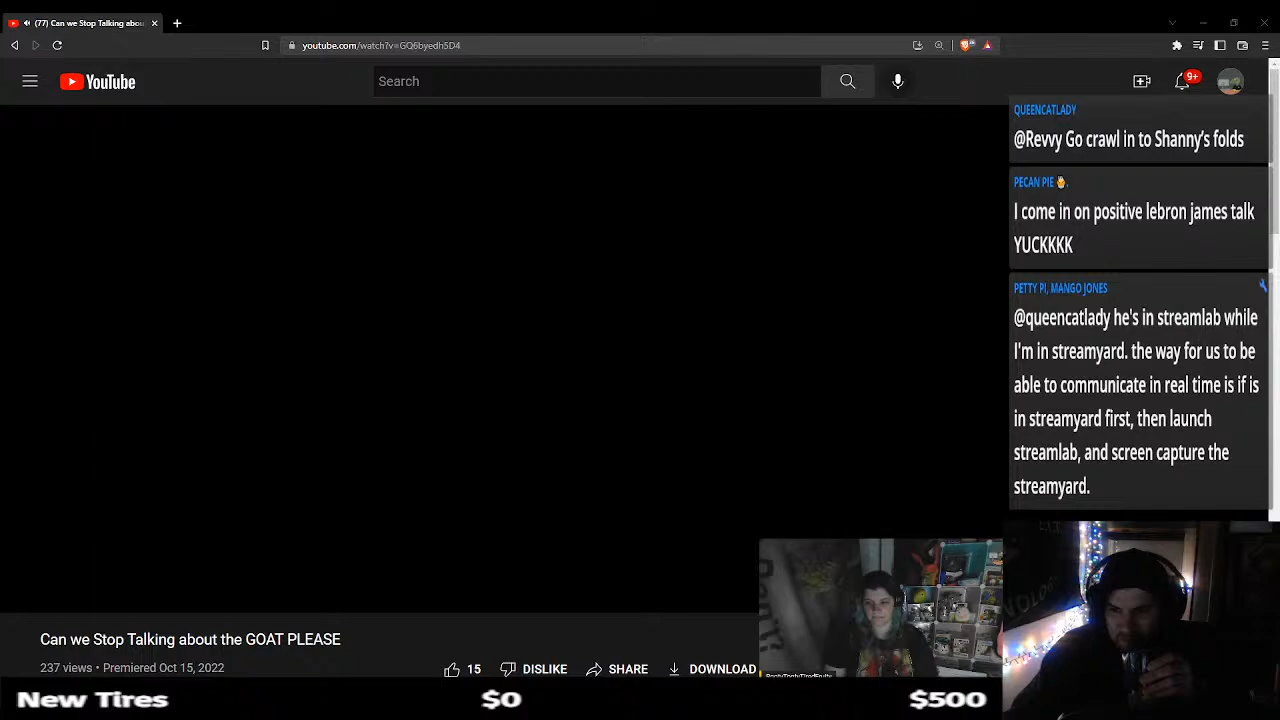 (77) Can we Stop Talking abou
youtube.com/watch?v=GQ6byedh5D4
YouTube
Search
9+
QUEENCATLADY
@Revvy Go crawl in to Shanny's folds
PECAN PIE
I come in on positive lebron james talk
YUCKKKK
PETTY PI, MANGO JONES
@queencatlady he's in streamlab while
I'm in streamyard. the way for us to be
able to communicate in real time is if is
in streamyard first, then launch
streamlab, and screen capture the
streamyard.
Can we Stop Talking about the GOAT PLEASE
237 views • Premiered Oct 15, 2022
15
DISLIKE
SHARE
DOWNLOAD
New Tires
$0
$500